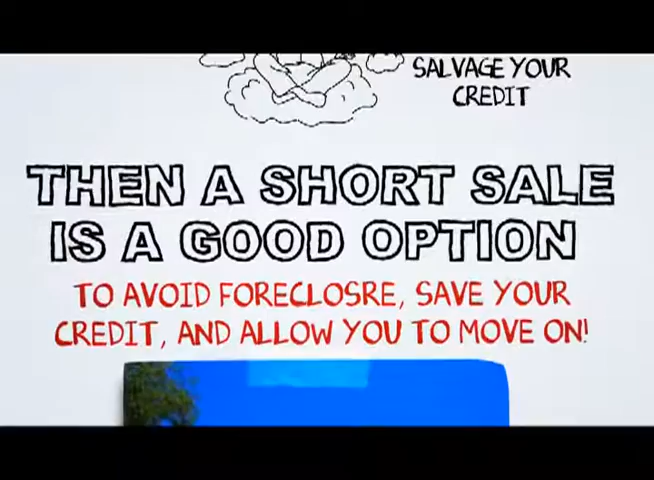 SALVAGE YOUR
CREDIT
THEN A SHORT SALE
IS A GOOD OPTION
TO AVOID FORECLOSRE, SAVE YOUR
CREDIT, AND ALLOW YOU TO MOVE ON!